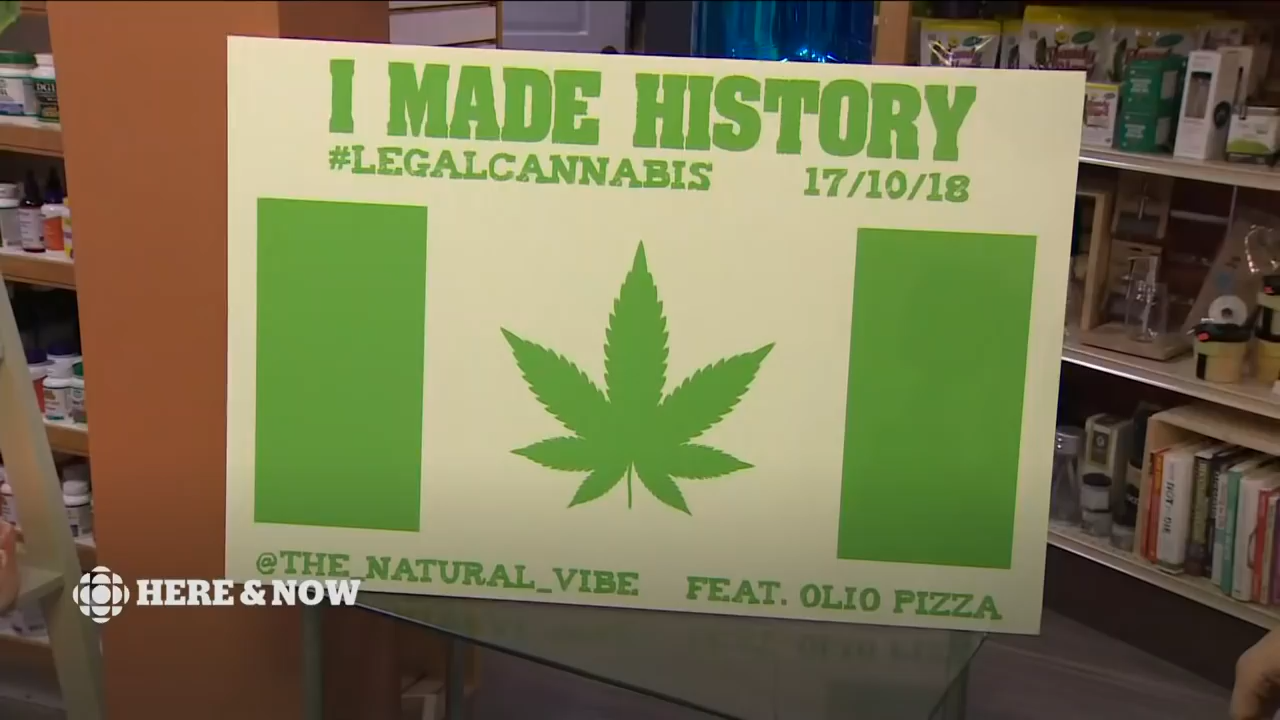 I MADE HISTORY
#LEGALCANNABIS 17/10/18
@THE_NATURAL_VIBE FEAT. OLIO PIZZA
HERE & NOW